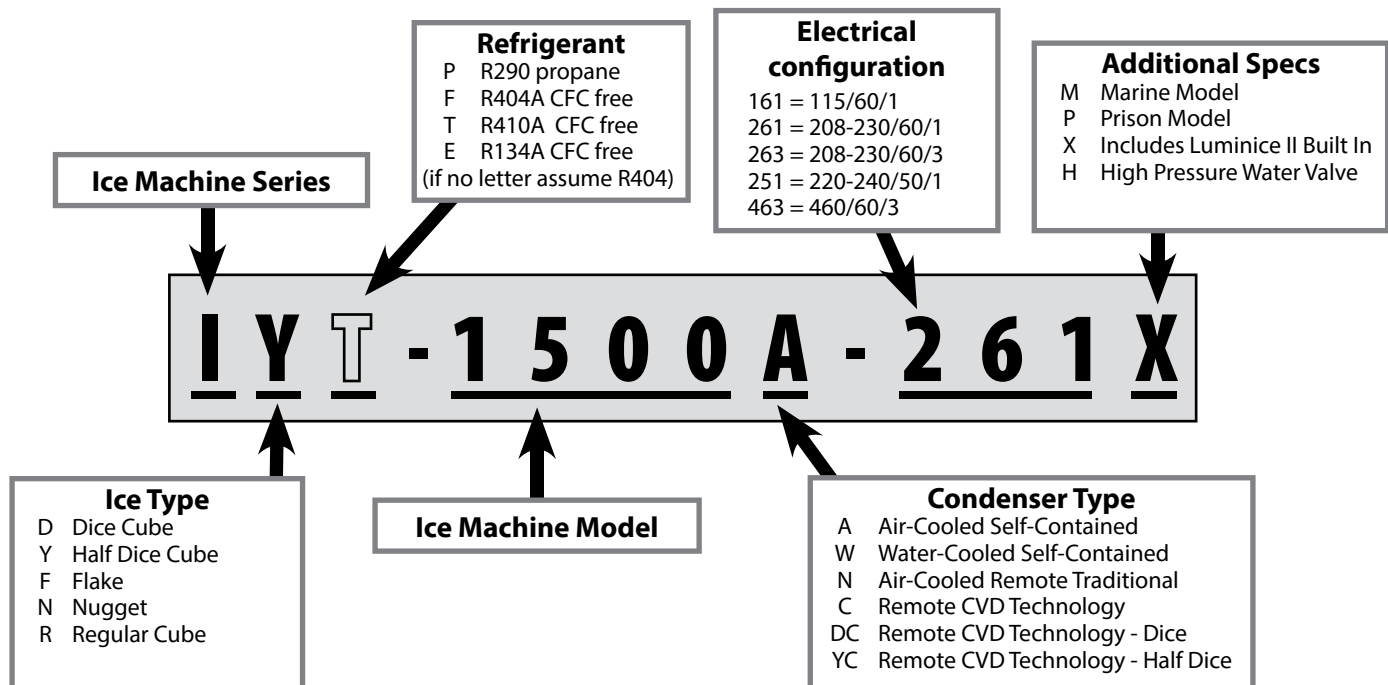 Ice Machine Series
Refrigerant
P R290 propane
F R404A CFC free
T R410A CFC free
E R134A CFC free
(if no letter assume R404)
Electrical
configuration
161 = 115/60/1
261 = 208-230/60/1
263 = 208-230/60/3
251 = 220-240/50/1
463 = 460/60/3
Additional Specs
M Marine Model
P Prison Model
X Includes Luminice II Built In
H High Pressure Water Valve
I Y T - 1 5 0 0 A - 2 6 1 X
Ice Type
D Dice Cube
Y Half Dice Cube
F Flake
N Nugget
R Regular Cube
Ice Machine Model
Condenser Type
A Air-Cooled Self-Contained
W Water-Cooled Self-Contained
N Air-Cooled Remote Traditional
C Remote CVD Technology
DC Remote CVD Technology - Dice
YC Remote CVD Technology - Half Dice